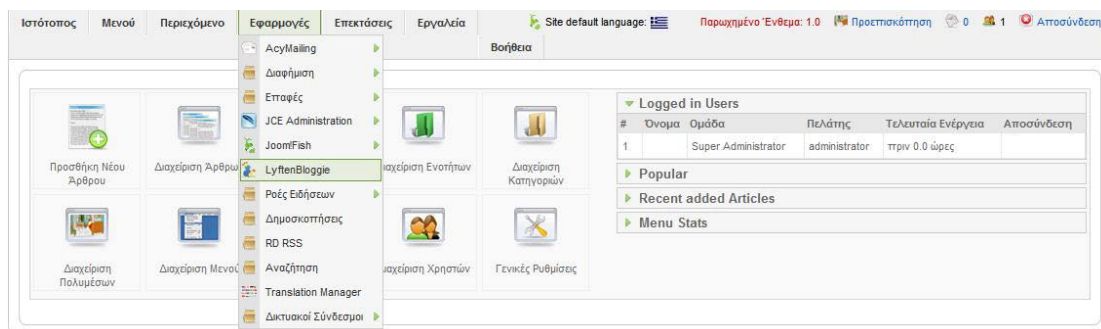 Ιστότοπος Μενού Περιεχόμενο Εφαρμογές Επεκτάσεις Εργαλεία Site default language: Παρωχημένο Ένθεμα: 1.0 Προεπισκόπηση 0 1 Αποσύνδεση
Βοήθεια
AcyMailing
Διαφήμιση
Επαφές
JCE Administration
Joom!Fish
LyftenBloggie
Ροές Ειδήσεων
Δημοσκοπήσεις
RD RSS
Αναζήτηση
Translation Manager
Δικτυακοί Σύνδεσμοι
Προσθήκη Νέου
Άρθρου
Διαχείριση Άρθρω
ιαχείριση Ενοτήτων
Διαχείριση
Κατηγοριών
Διαχείριση
Πολυμέσων
Διαχείριση Μενού
ιαχείριση Χρηστών
Γενικές Ρυθμίσεις
Logged in Users
# Όνομα Ομάδα Πελάτης Τελευταία Ενέργεια Αποσύνδεση
1 Super Administrator administrator πριν 0.0 ώρες
Popular
Recent added Articles
Menu Stats